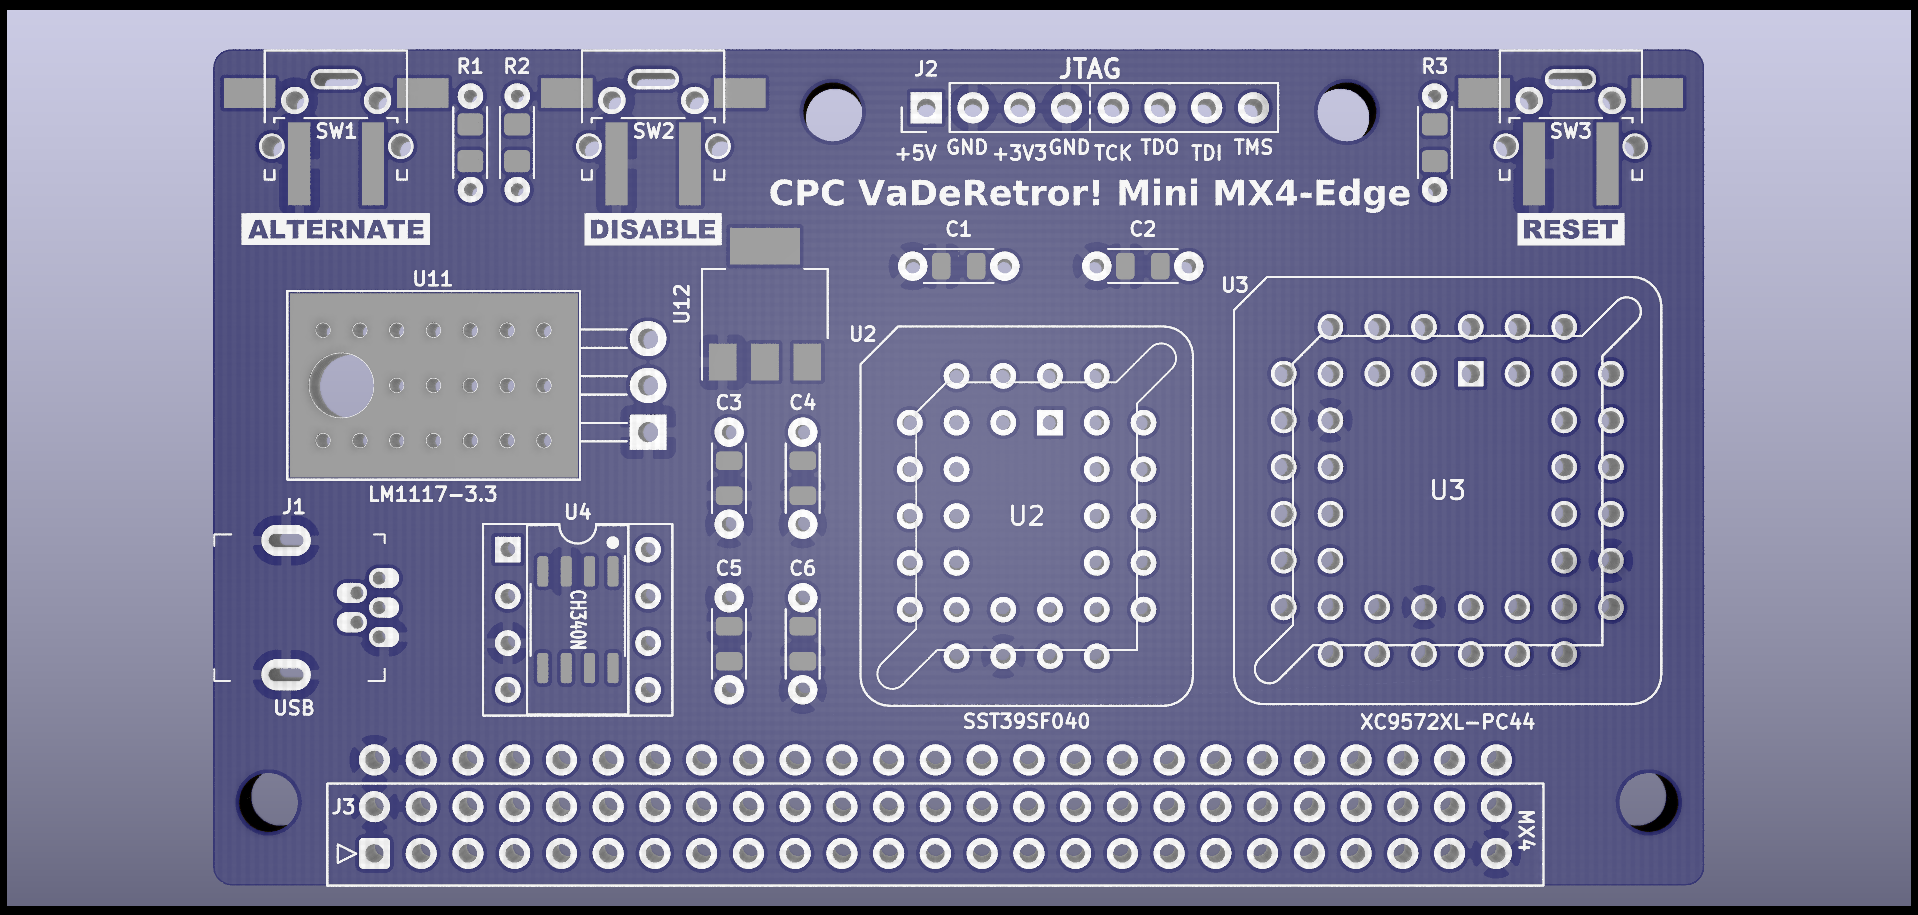 R1 R2 J2 JTAG R3
SW1 SW2 SW3
+5V GND +3V3 GND TCK TDO TDI TMS
CPC VaDeRetror! Mini MX4-Edge
ALTERNATE DISABLE RESET
C1 C2
U11 U12 U2 U3
C3 C4
LM1117-3.3
J1 U4 U2 U3
CH340N
C5 C6
USB SST39SF040 XC9572XL-PC44
J3 MX4